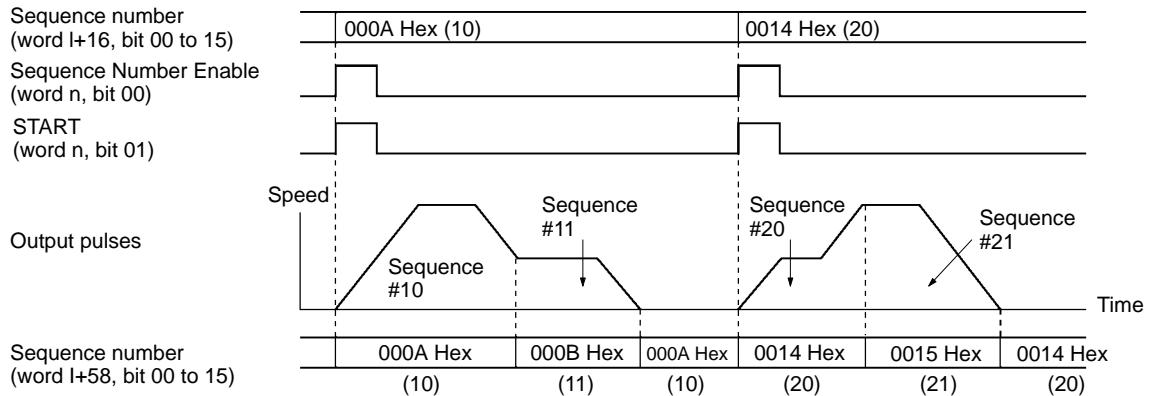 Sequence number
(word I+16, bit 00 to 15)
000A Hex (10)
0014 Hex (20)
Sequence Number Enable
(word n, bit 00)
START
(word n, bit 01)
Speed
Output pulses
Sequence
#10
Sequence
#11
Sequence
#20
Sequence
#21
Time
Sequence number
(word I+58, bit 00 to 15)
000A Hex
000B Hex
000A Hex
0014 Hex
0015 Hex
0014 Hex
(10)
(11)
(10)
(20)
(21)
(20)